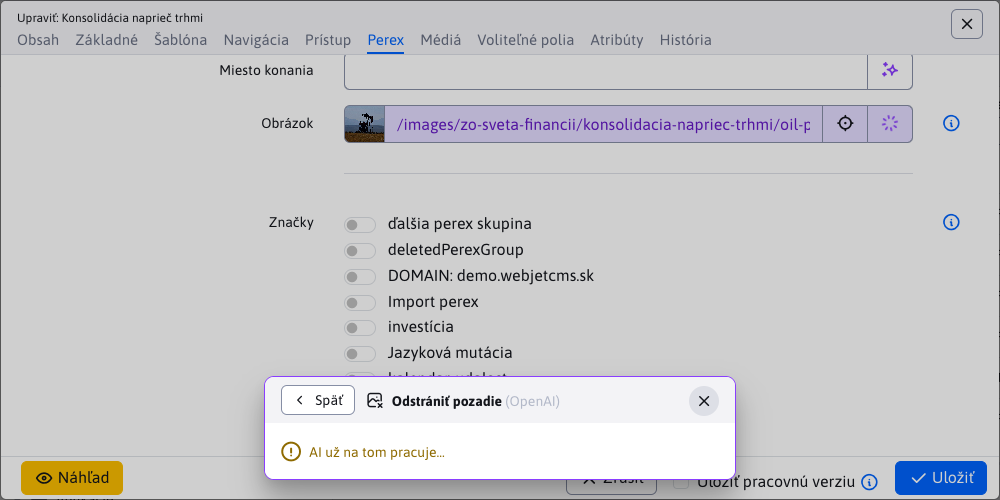 Upraviť: Konsolidácia naprieč trhmi
Obsah Základné Šablóna Navigácia Prístup Perex Médiá Voliteľné polia Atribúty História
Miesto konania
Obrázok /images/zo-sveta-financii/konsolidacia-napriec-trhmi/oil-p
Značky
ďalšia perex skupina
deletedPerexGroup
DOMAIN: demo.webjetcms.sk
Import perex
investícia
Jazyková mutácia
Späť Odstrániť pozadie (OpenAI)
AI už na tom pracuje...
Náhľad Zrušiť Uložiť pracovnú verziu Uložiť